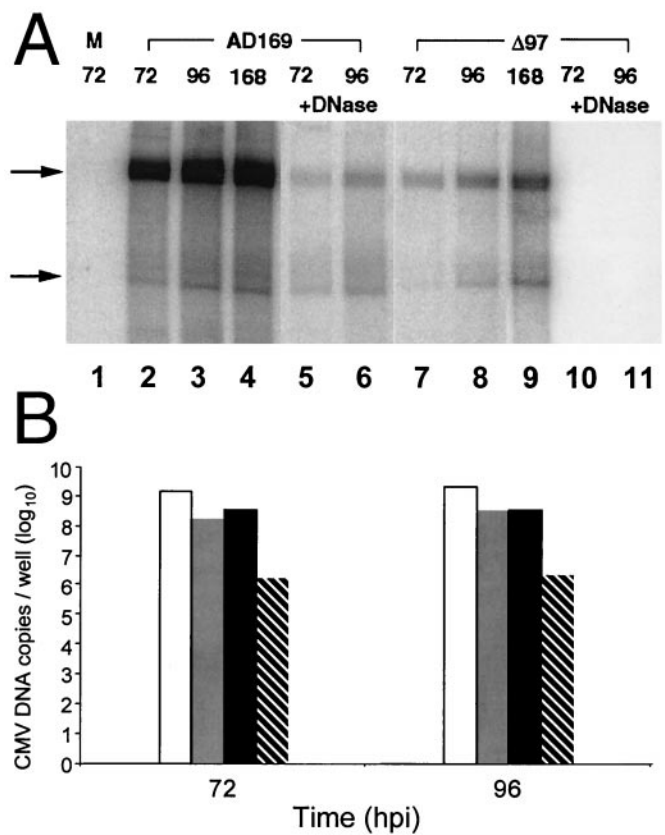 A
M AD169 Δ97
72 72 96 168 72 96 72 96 168 72 96
+DNase +DNase
1 2 3 4 5 6 7 8 9 10 11
B
CMV DNA copies / well (log10)
10
9
8
7
6
5
4
3
2
1
0
72 96
Time (hpi)